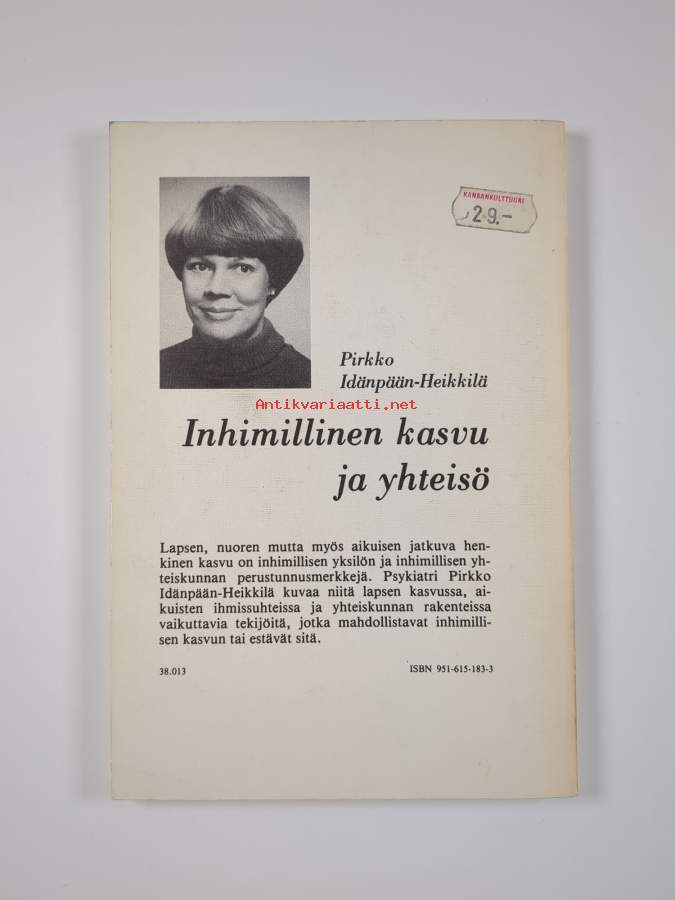 KANSANKULTTUURI
29.-
Pirkko
Idänpään-Heikkilä
Antikvariaatti.net
Inhimillinen kasvu
ja yhteisö
Lapsen, nuoren mutta myös aikuisen jatkuva hen-
kinen kasvu on inhimillisen yksilön ja inhimillisen yh-
teiskunnan perustunnusmerkkejä. Psykiatri Pirkko
Idänpään-Heikkilä kuvaa niitä lapsen kasvussa, ai-
kuisten ihmissuhteissa ja yhteiskunnan rakenteissa
vaikuttavia tekijöitä, jotka mahdollistavat inhimilli-
sen kasvun tai estävät sitä.
38.013 ISBN 951-615-183-3